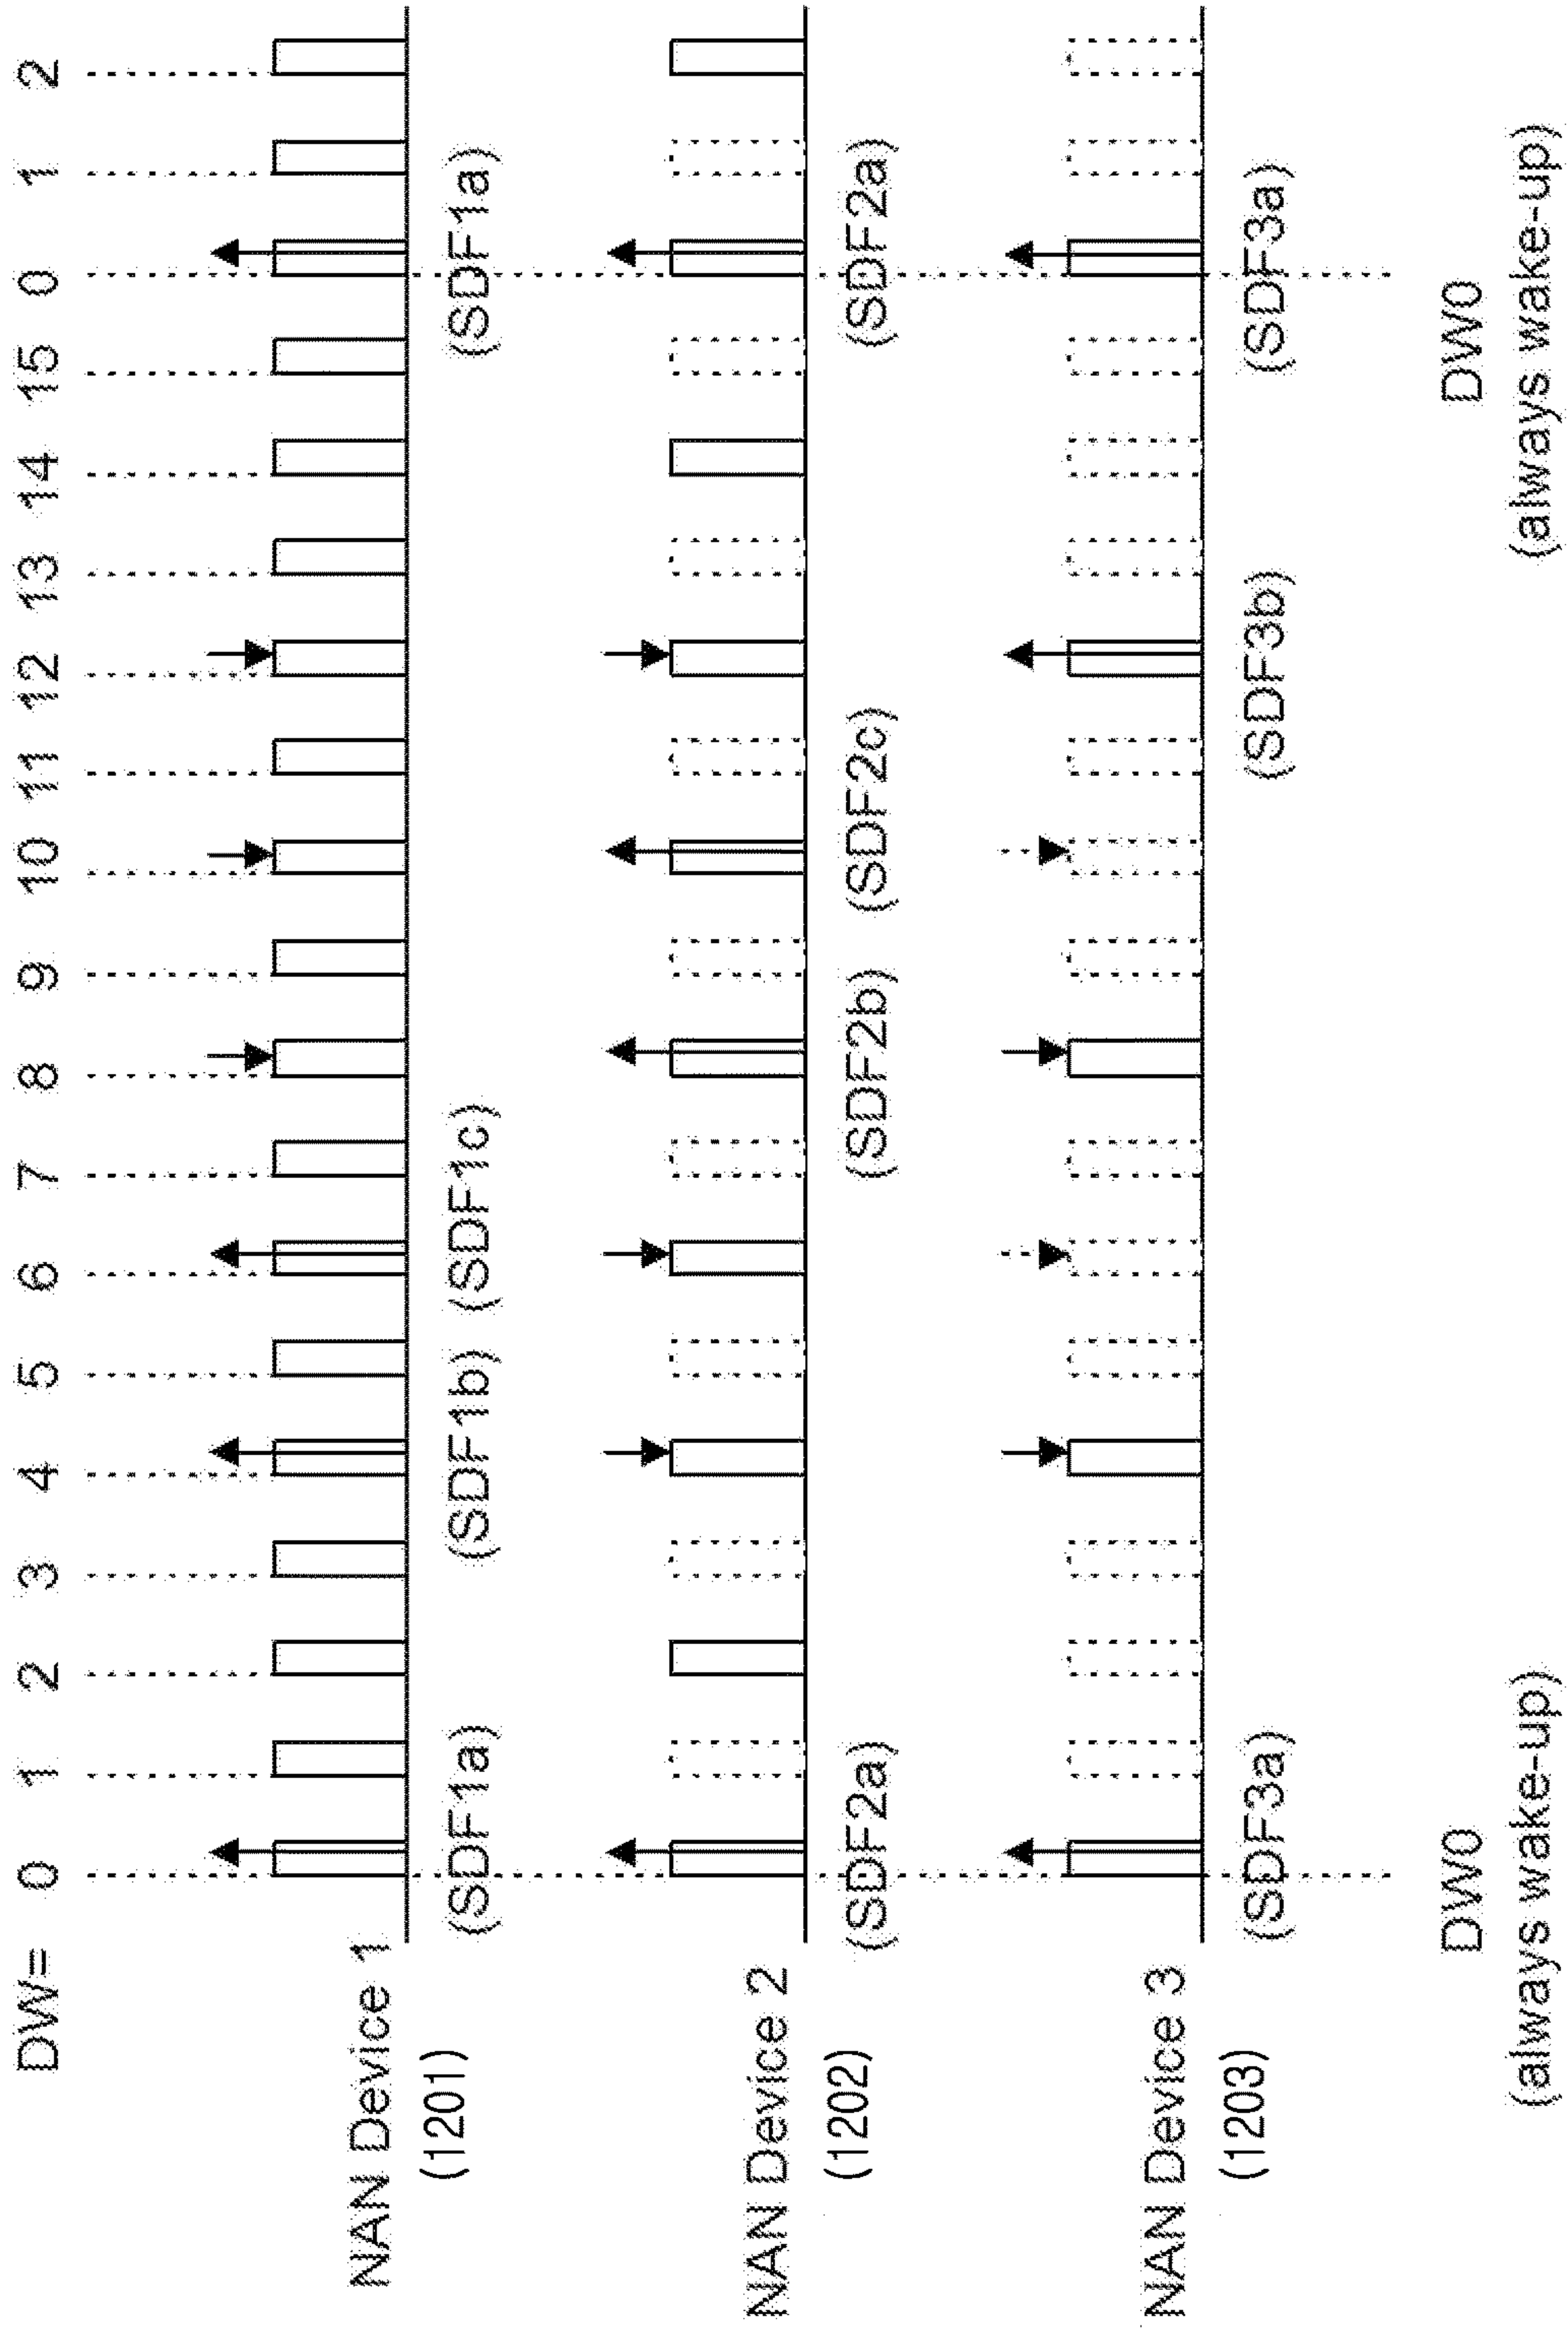 DW= 0 1 2 3 4 5 6 7 8 9 10 11 12 13 14 15 0 1 2
NAN Device 1
(1201)
(SDF1a) (SDF1b) (SDF1c) (SDF1a)
NAN Device 2
(1202)
(SDF2a) (SDF2b) (SDF2c) (SDF2a)
NAN Device 3
(1203)
(SDF3a) (SDF3b) (SDF3a)
DW0 DW0
(always wake-up) (always wake-up)